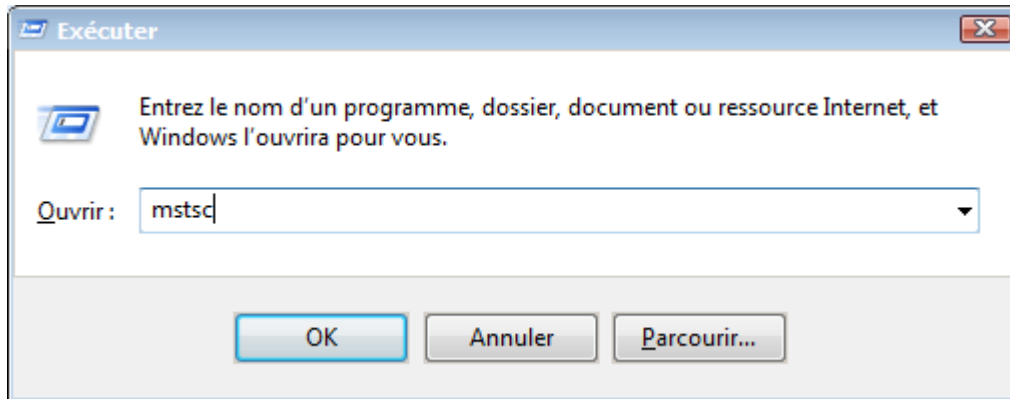 Exécuter
Entrez le nom d'un programme, dossier, document ou ressource Internet, et
Windows l'ouvrira pour vous.
Ouvrir : mstsc
OK Annuler Parcourir...